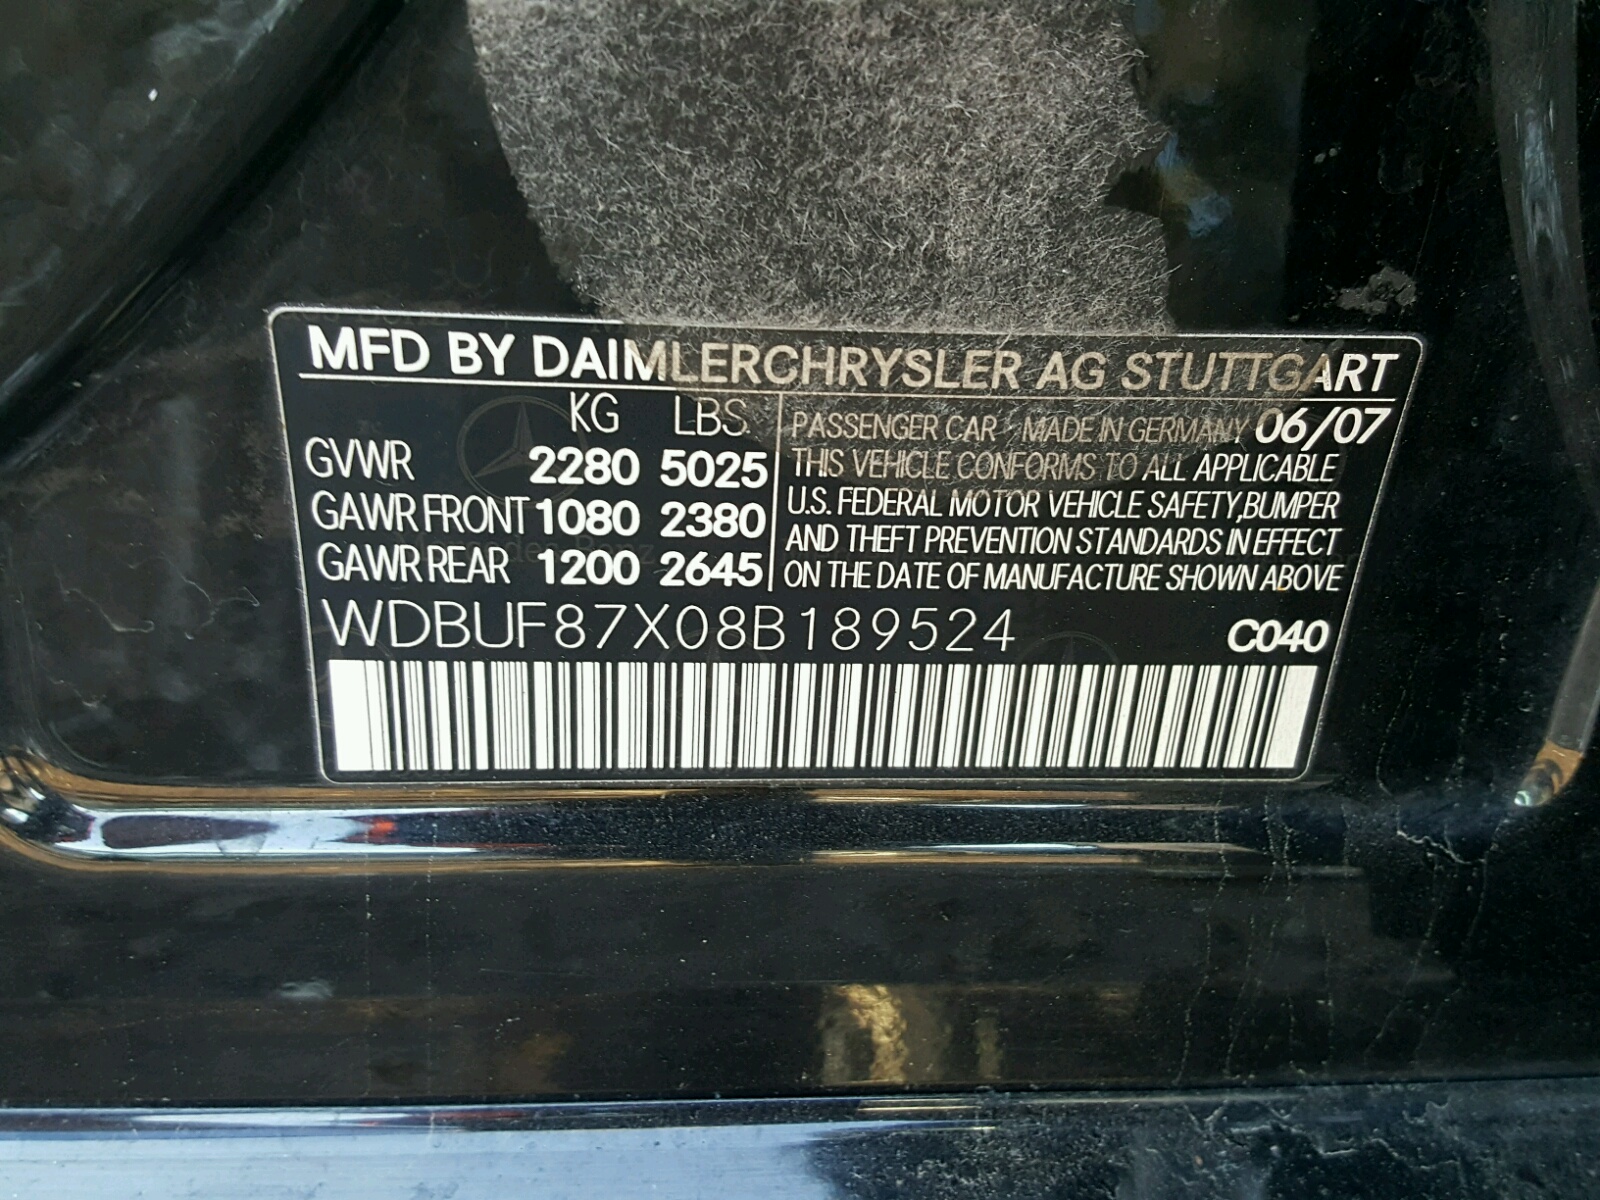 MFD BY DAIMLERCHRYSLER AG STUTTGART
KG LBS
GVWR 2280 5025
GAWR FRONT 1080 2380
GAWR REAR 1200 2645
PASSENGER CAR MADE IN GERMANY 06/07
THIS VEHICLE CONFORMS TO ALL APPLICABLE
U.S. FEDERAL MOTOR VEHICLE SAFETY, BUMPER
AND THEFT PREVENTION STANDARDS IN EFFECT
ON THE DATE OF MANUFACTURE SHOWN ABOVE
WDBUF87X08B189524 C040
Mercedes-Benz